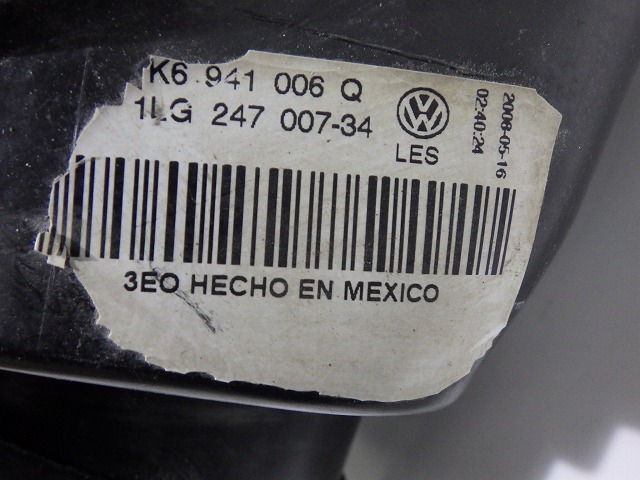 K6 941 006 Q
1LG 247 007-34
LES
2008-05-16
02:40:24
3EO HECHO EN MEXICO